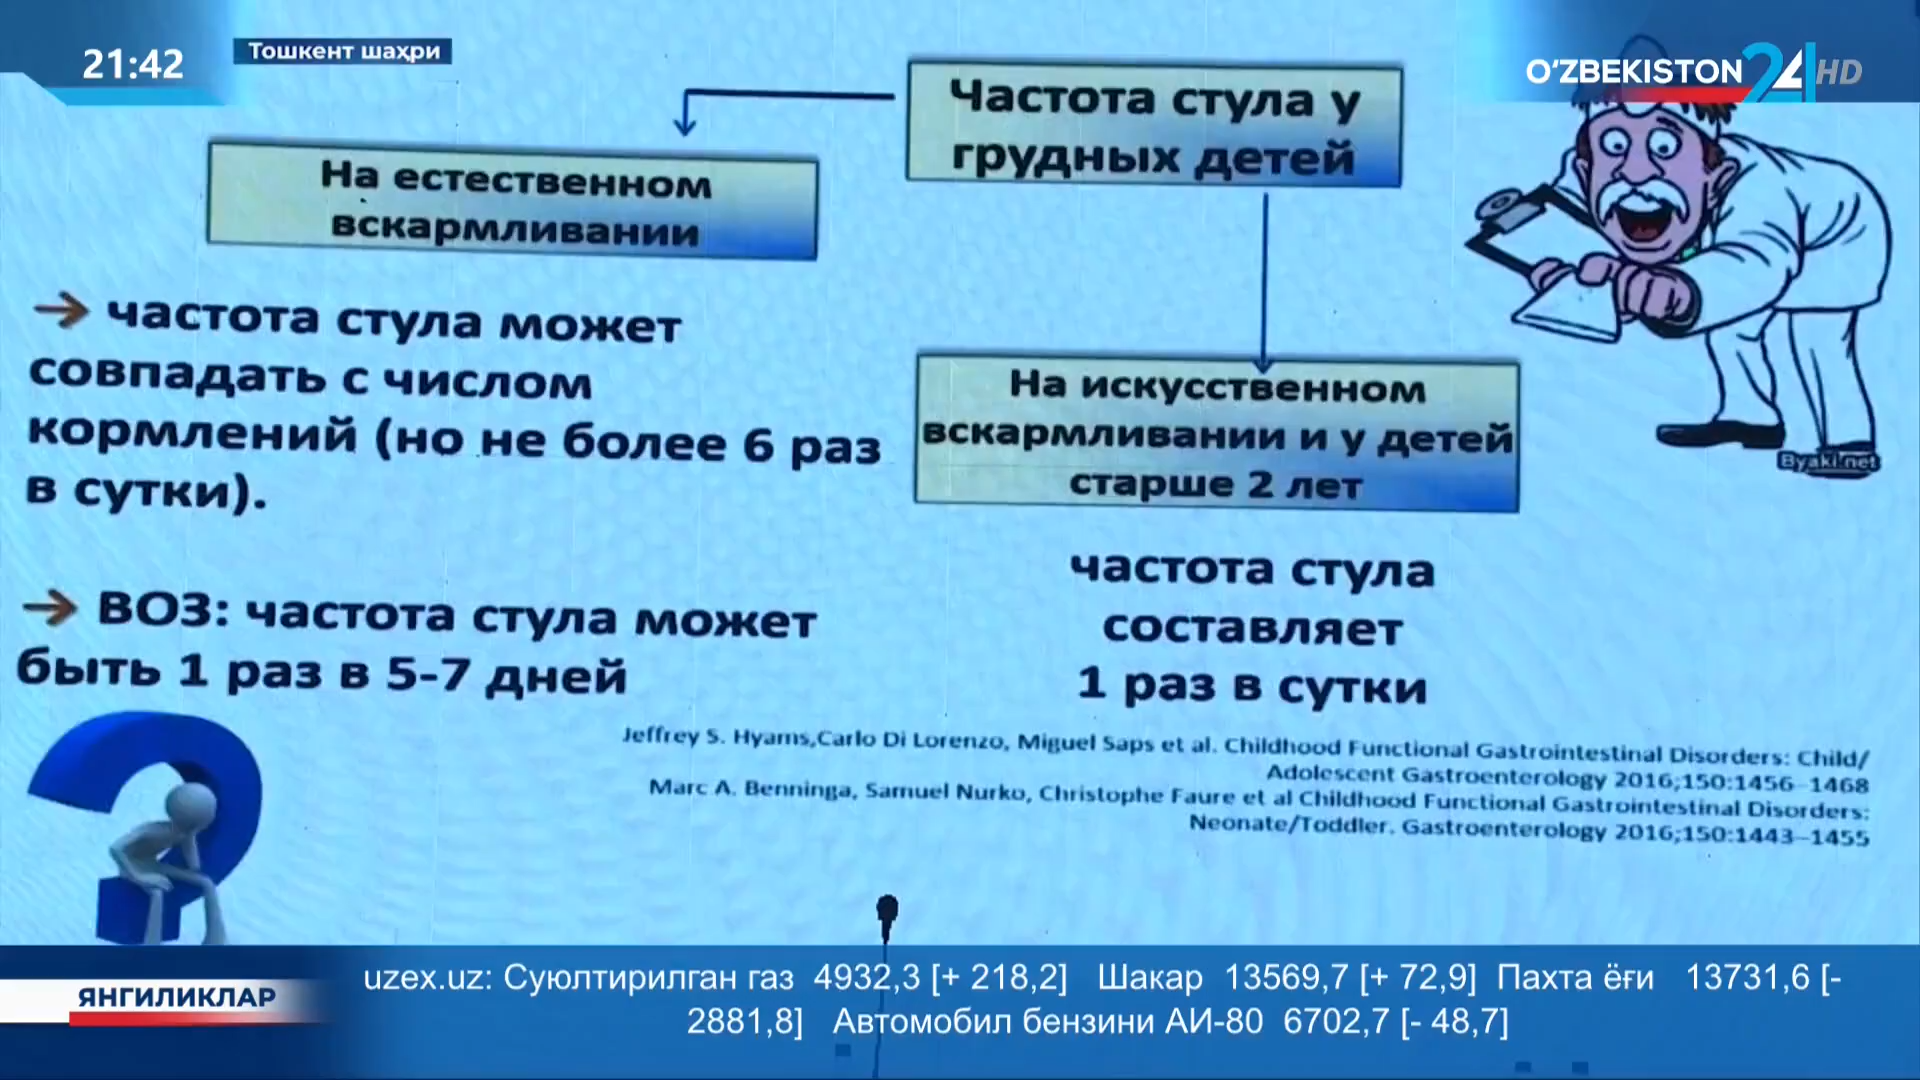 21:42
Тошкент шаҳри
O‘ZBEKISTON 24 HD
Частота стула у
грудных детей
На естественном
вскармливании
→ частота стула может
совпадать с числом
кормлений (но не более 6 раз
в сутки).
→ ВОЗ: частота стула может
быть 1 раз в 5-7 дней
На искусственном
вскармливании и у детей
старше 2 лет
частота стула
составляет
1 раз в сутки
Byaki.net
Jeffrey S. Hyams,Carlo Di Lorenzo, Miguel Saps et al. Childhood Functional Gastrointestinal Disorders: Child/
Adolescent Gastroenterology 2016;150:1456–1468
Marc A. Benninga, Samuel Nurko, Christophe Faure et al Childhood Functional Gastrointestinal Disorders:
Neonate/Toddler. Gastroenterology 2016;150:1443–1455
ЯНГИЛИКЛАР
uzex.uz: Суюлтирилган газ 4932,3 [+ 218,2] Шакар 13569,7 [+ 72,9] Пахта ёғи 13731,6 [-
2881,8] Автомобил бензини АИ-80 6702,7 [- 48,7]